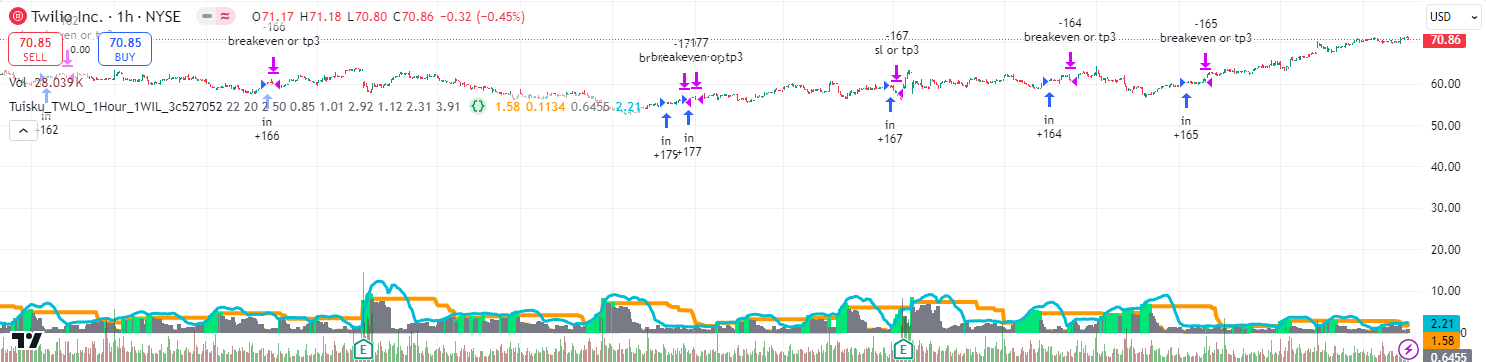 Twilio Inc. · 1h · NYSE O71.17 H71.18 L70.80 C70.86 −0.32 (−0.45%)
USD
70.85
SELL
0.00
70.85
BUY
70.86
Vol 28.039K
Tuisku_TWLO_1Hour_1WIL_3c527052 22 20 2 50 0.85 1.01 2.92 1.12 2.31 3.91 {} 1.58 0.1134 0.6455 2.21
in
-162
-166
breakeven or tp3
in
+166
-177
breakeven or tp3
in
in
+177
-167
sl or tp3
in
+167
-164
breakeven or tp3
in
+164
-165
breakeven or tp3
in
+165
60.00
50.00
40.00
30.00
20.00
10.00
2.21
1.58
0.6455
E
E